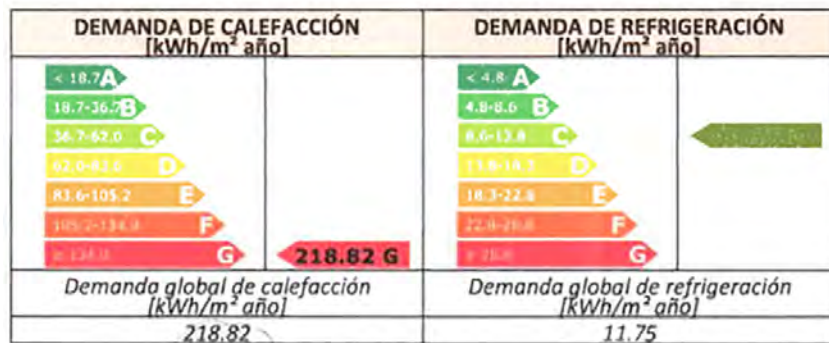 DEMANDA DE CALEFACCIÓN
[kWh/m² año]
DEMANDA DE REFRIGERACIÓN
[kWh/m² año]
< 18.7 A
18.7-36.7 B
36.7-62.0 C
D
83.6-105.2 E
F
G
218.82 G
< 4.8 A
4.8-8.6 B
8.6-13.8 C
D
18.3-22.8 E
F
G
Demanda global de calefacción
[kWh/m² año]
Demanda global de refrigeración
[kWh/m² año]
218.82
11.75